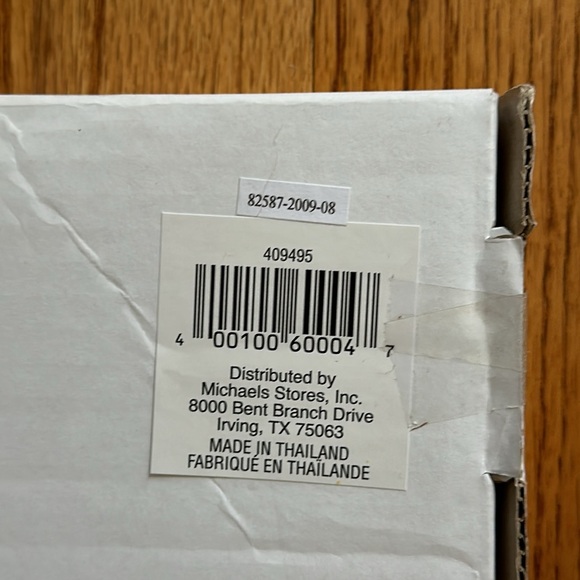 82587-2009-08
409495
4 00100 60004 7
Distributed by
Michaels Stores, Inc.
8000 Bent Branch Drive
Irving, TX 75063
MADE IN THAILAND
FABRIQUÉ EN THAÏLANDE